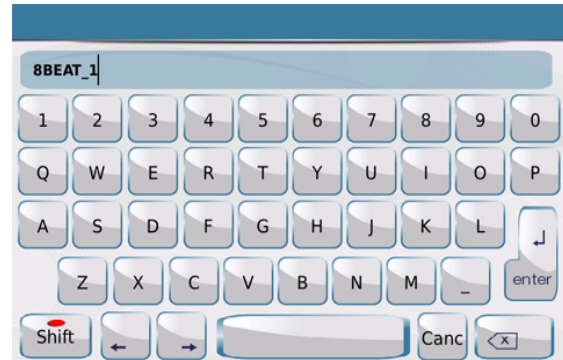 8BEAT_1
1 2 3 4 5 6 7 8 9 0
Q W E R T Y U I O P
A S D F G H J K L
Z X C V B N M _ enter
Shift ← → Canc x